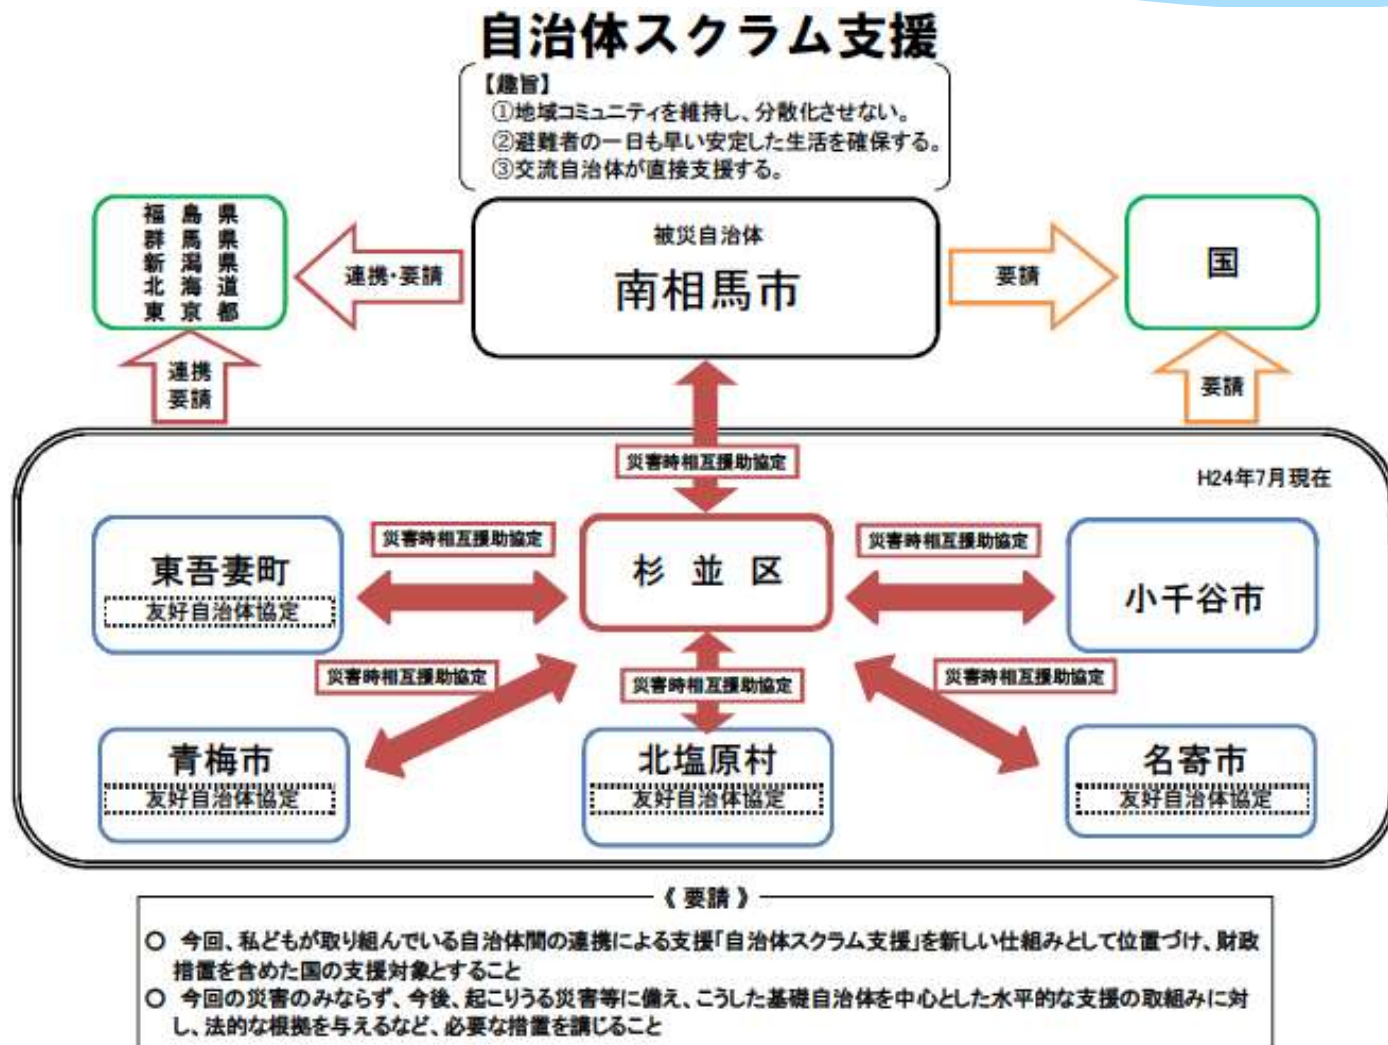 自治体スクラム支援
【趣旨】
①地域コミュニティを維持し、分散化させない。
②避難者の一日も早い安定した生活を確保する。
③交流自治体が直接支援する。
福島県
群馬県
新潟県
北海道
東京都
連携・要請
被災自治体
南相馬市
要請
国
連携
要請
要請
災害時相互援助協定
H24年7月現在
東吾妻町
友好自治体協定
災害時相互援助協定
杉並区
災害時相互援助協定
小千谷市
災害時相互援助協定
災害時相互援助協定
災害時相互援助協定
青梅市
友好自治体協定
北塩原村
友好自治体協定
名寄市
友好自治体協定
《 要請 》
○ 今回、私どもが取り組んでいる自治体間の連携による支援「自治体スクラム支援」を新しい仕組みとして位置づけ、財政
措置を含めた国の支援対象とすること
○ 今回の災害のみならず、今後、起こりうる災害等に備え、こうした基礎自治体を中心とした水平的な支援の取組みに対
し、法的な根拠を与えるなど、必要な措置を講じること